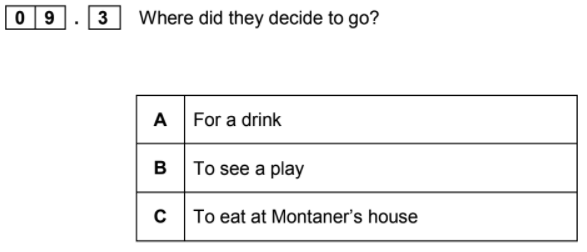 0 9 . 3 Where did they decide to go?
A For a drink
B To see a play
C To eat at Montaner's house